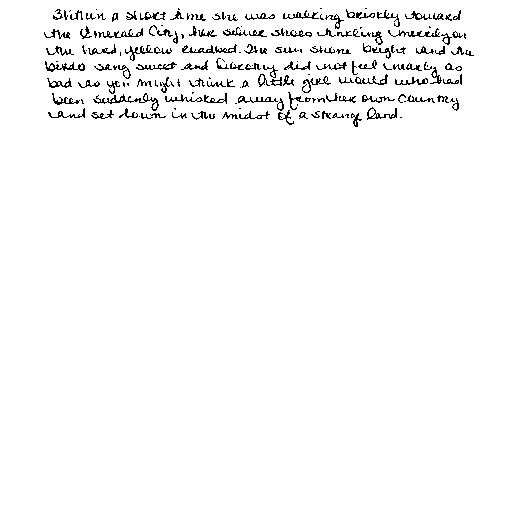 Within a short time she was walking briskly toward
the Emerald City, her silver shoes tinkling merrily on
the hard, yellow roadbed. The sun shone bright and the
birds sang sweet and Dorothy did not feel nearly as
bad as you might think a little girl would who had
been suddenly whisked away from her own country
and set down in the midst of a strange land.